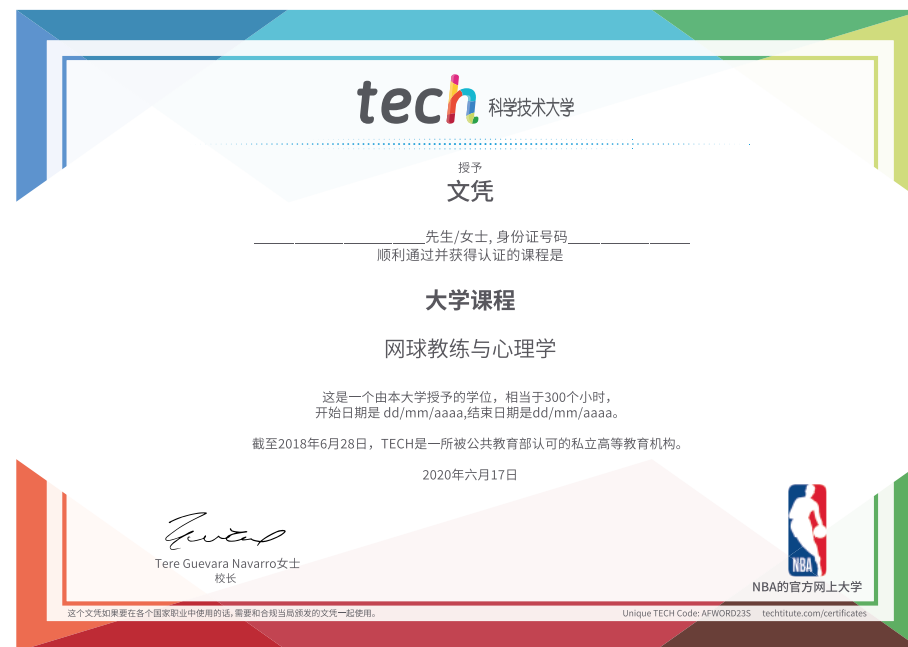 tech 科学技术大学
授予
文凭
先生/女士, 身份证号码
顺利通过并获得认证的课程是
大学课程
网球教练与心理学
这是一个由本大学授予的学位，相当于300个小时，
开始日期是 dd/mm/aaaa,结束日期是dd/mm/aaaa。
截至2018年6月28日，TECH是一所被公共教育部认可的私立高等教育机构。
2020年六月17日
Tere Guevara Navarro女士
校长
NBA
NBA的官方网上大学
这个文凭如果要在各个国家职业中使用的话,需要和合规当局颁发的文凭一起使用。
Unique TECH Code: AFWORD23S techtitute.com/certificates